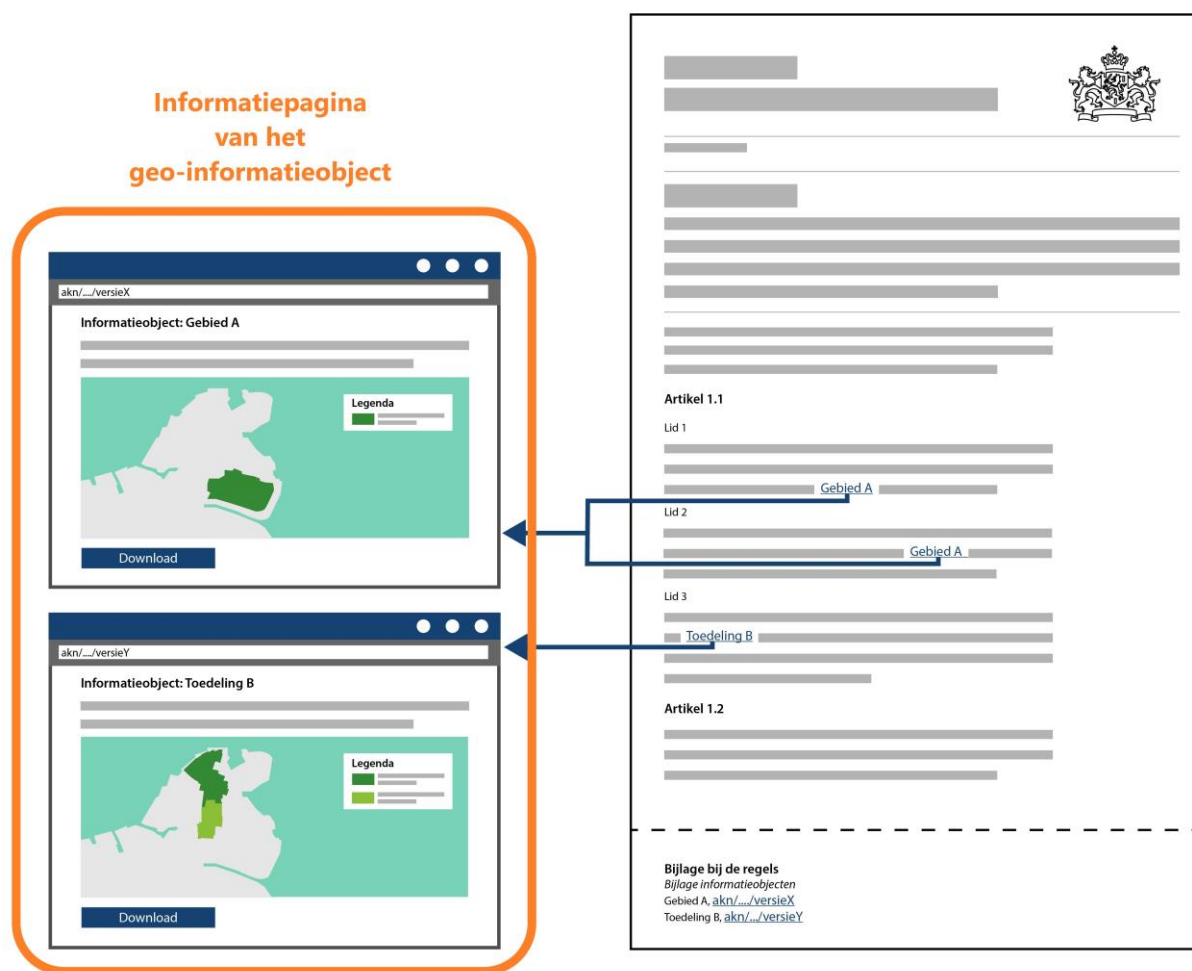 Informatiepagina
van het
geo-informatieobject
akn/..../versieX
Informatieobject: Gebied A
Legenda
Download
akn/..../versieY
Informatieobject: Toedeling B
Legenda
Download
Artikel 1.1
Lid 1
Gebied A
Lid 2
Gebied A
Lid 3
Toedeling B
Artikel 1.2
Bijlage bij de regels
Bijlage informatieobjecten
Gebied A, akn/..../versieX
Toedeling B, akn/.../versieY